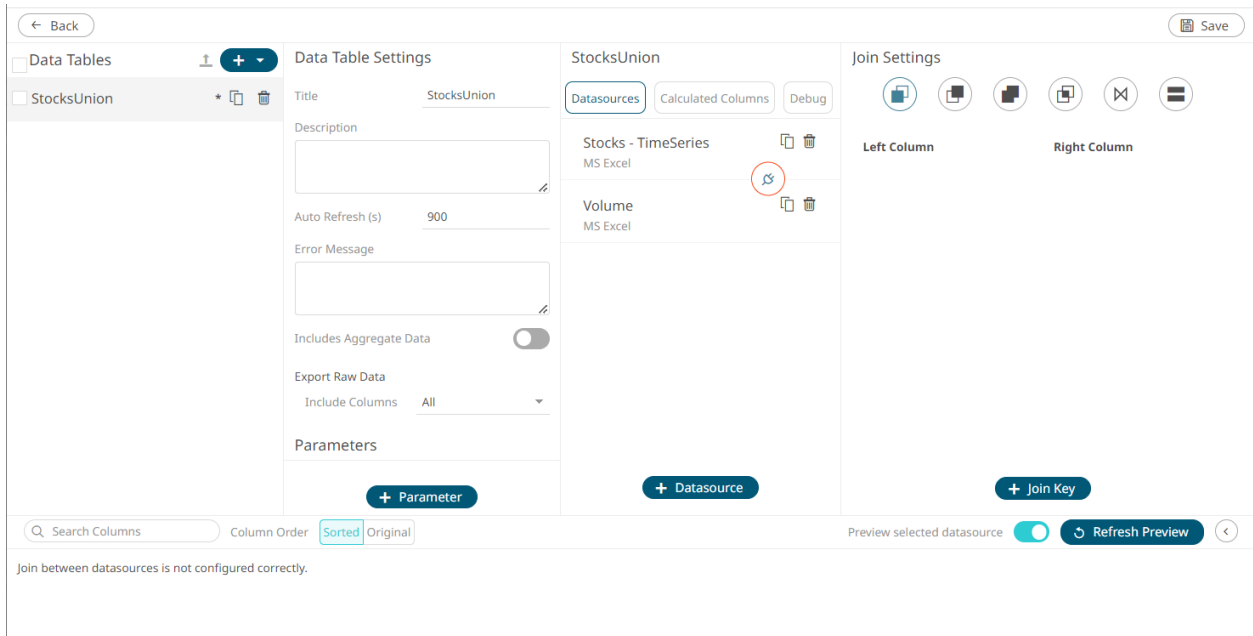 Back
Save
Data Tables
StocksUnion *
Data Table Settings
Title StocksUnion
Description
Auto Refresh (s) 900
Error Message
Includes Aggregate Data
Export Raw Data
Include Columns All
Parameters
+ Parameter
StocksUnion
Datasources Calculated Columns Debug
Stocks - TimeSeries
MS Excel
Volume
MS Excel
+ Datasource
Join Settings
Left Column Right Column
+ Join Key
Search Columns Column Order Sorted Original Preview selected datasource Refresh Preview
Join between datasources is not configured correctly.